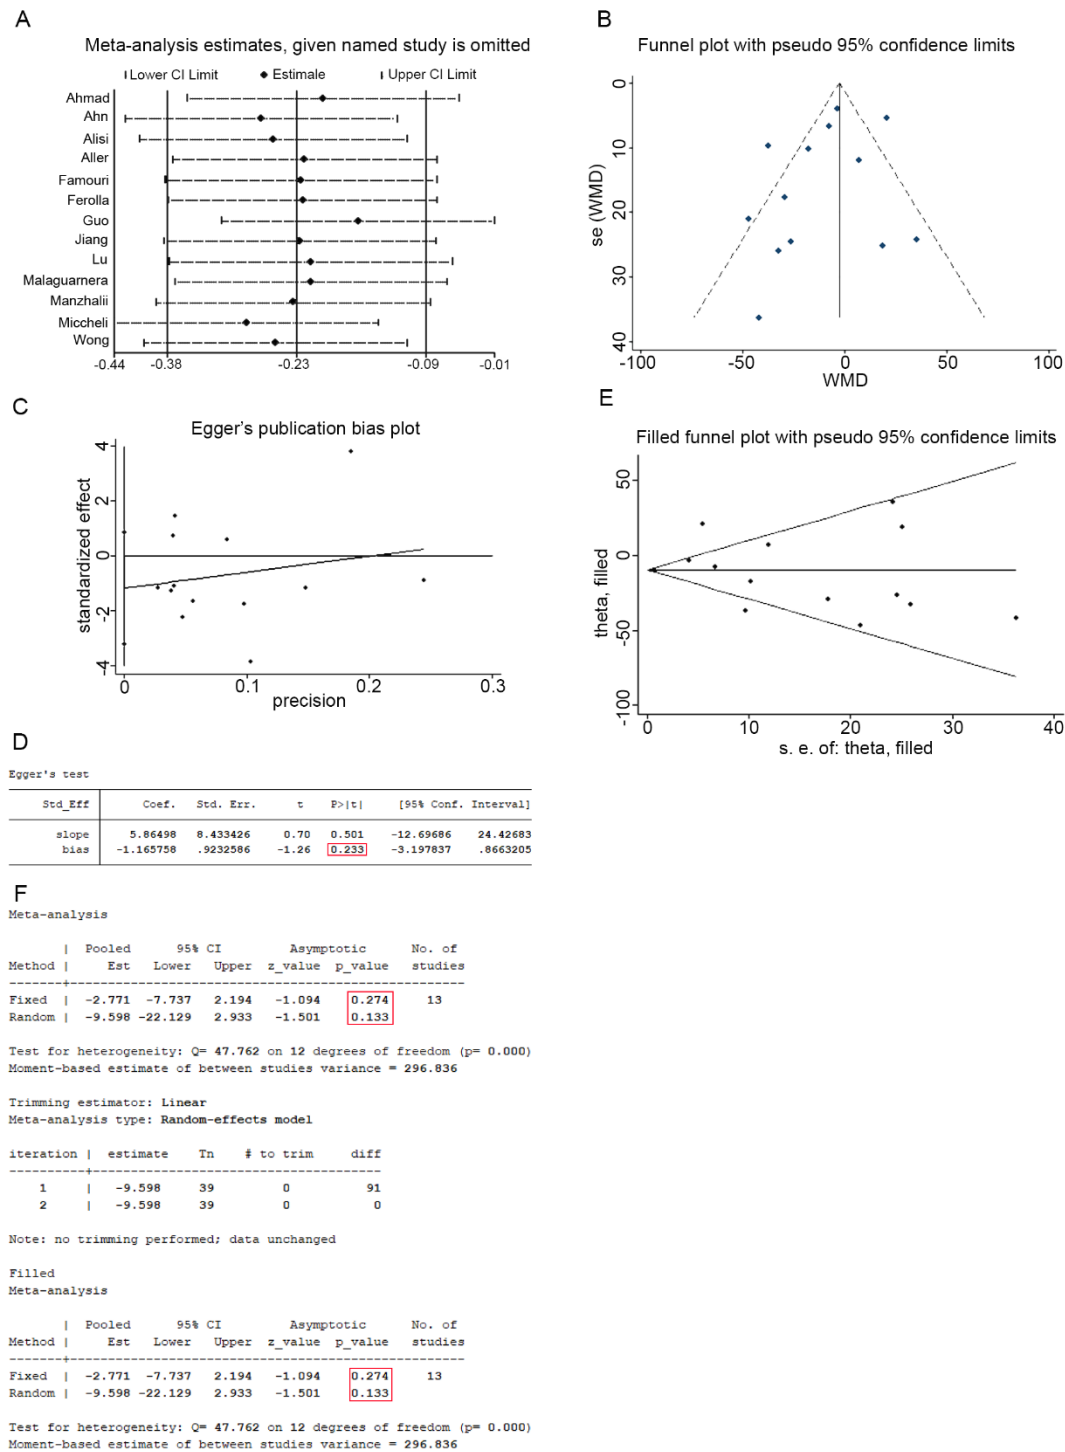 A
Meta-analysis estimates, given named study is omitted
Lower CI Limit Estimale Upper CI Limit
Ahmad
Ahn
Alisi
Aller
Famouri
Ferolla
Guo
Jiang
Lu
Malaguarnera
Manzhalii
Miccheli
Wong
-0.44 -0.38 -0.23 -0.09 -0.01
B
Funnel plot with pseudo 95% confidence limits
se (WMD)
0
10
20
30
40
-100 -50 0 50 100
WMD
C
Egger's publication bias plot
standardized effect
4
2
0
-2
-4
0 0.1 0.2 0.3
precision
E
Filled funnel plot with pseudo 95% confidence limits
theta, filled
50
0
-50
-100
0 10 20 30 40
s. e. of: theta, filled
D
Egger's test
Std_Eff Coef. Std. Err. t P>|t| [95% Conf. Interval]
slope 5.86498 8.433426 0.70 0.501 -12.69686 24.42683
bias -1.165758 .9232586 -1.26 0.233 -3.197837 .8663205
F
Meta-analysis
| Pooled 95% CI Asymptotic No. of
Method | Est Lower Upper z_value p_value studies
Fixed | -2.771 -7.737 2.194 -1.094 0.274 13
Random | -9.598 -22.129 2.933 -1.501 0.133
Test for heterogeneity: Q= 47.762 on 12 degrees of freedom (p= 0.000)
Moment-based estimate of between studies variance = 296.836
Trimming estimator: Linear
Meta-analysis type: Random-effects model
iteration | estimate Tn # to trim diff
1 | -9.598 39 0 91
2 | -9.598 39 0 0
Note: no trimming performed; data unchanged
Filled
Meta-analysis
| Pooled 95% CI Asymptotic No. of
Method | Est Lower Upper z_value p_value studies
Fixed | -2.771 -7.737 2.194 -1.094 0.274 13
Random | -9.598 -22.129 2.933 -1.501 0.133
Test for heterogeneity: Q= 47.762 on 12 degrees of freedom (p= 0.000)
Moment-based estimate of between studies variance = 296.836